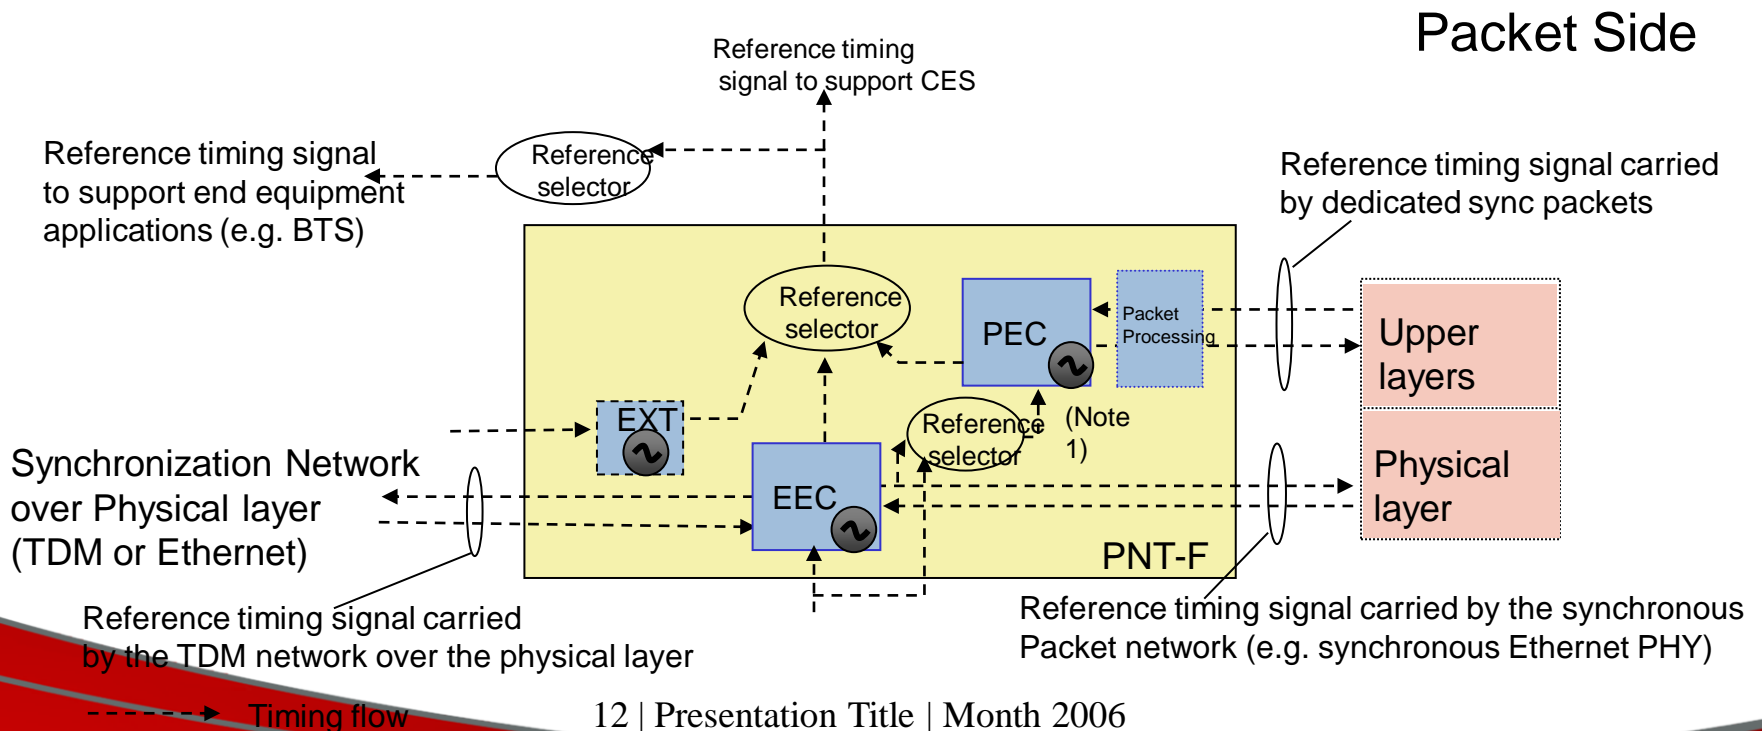 Packet Side
Reference timing
signal to support CES
Reference timing signal
to support end equipment
applications (e.g. BTS)
Reference
selector
Reference timing signal carried
by dedicated sync packets
Reference
selector
PEC
Packet
Processing
Upper
layers
EXT
Reference
selector
(Note
1)
Synchronization Network
over Physical layer
(TDM or Ethernet)
EEC
Physical
layer
PNT-F
Reference timing signal carried
by the TDM network over the physical layer
Reference timing signal carried by the synchronous
Packet network (e.g. synchronous Ethernet PHY)
Timing flow
12 | Presentation Title | Month 2006